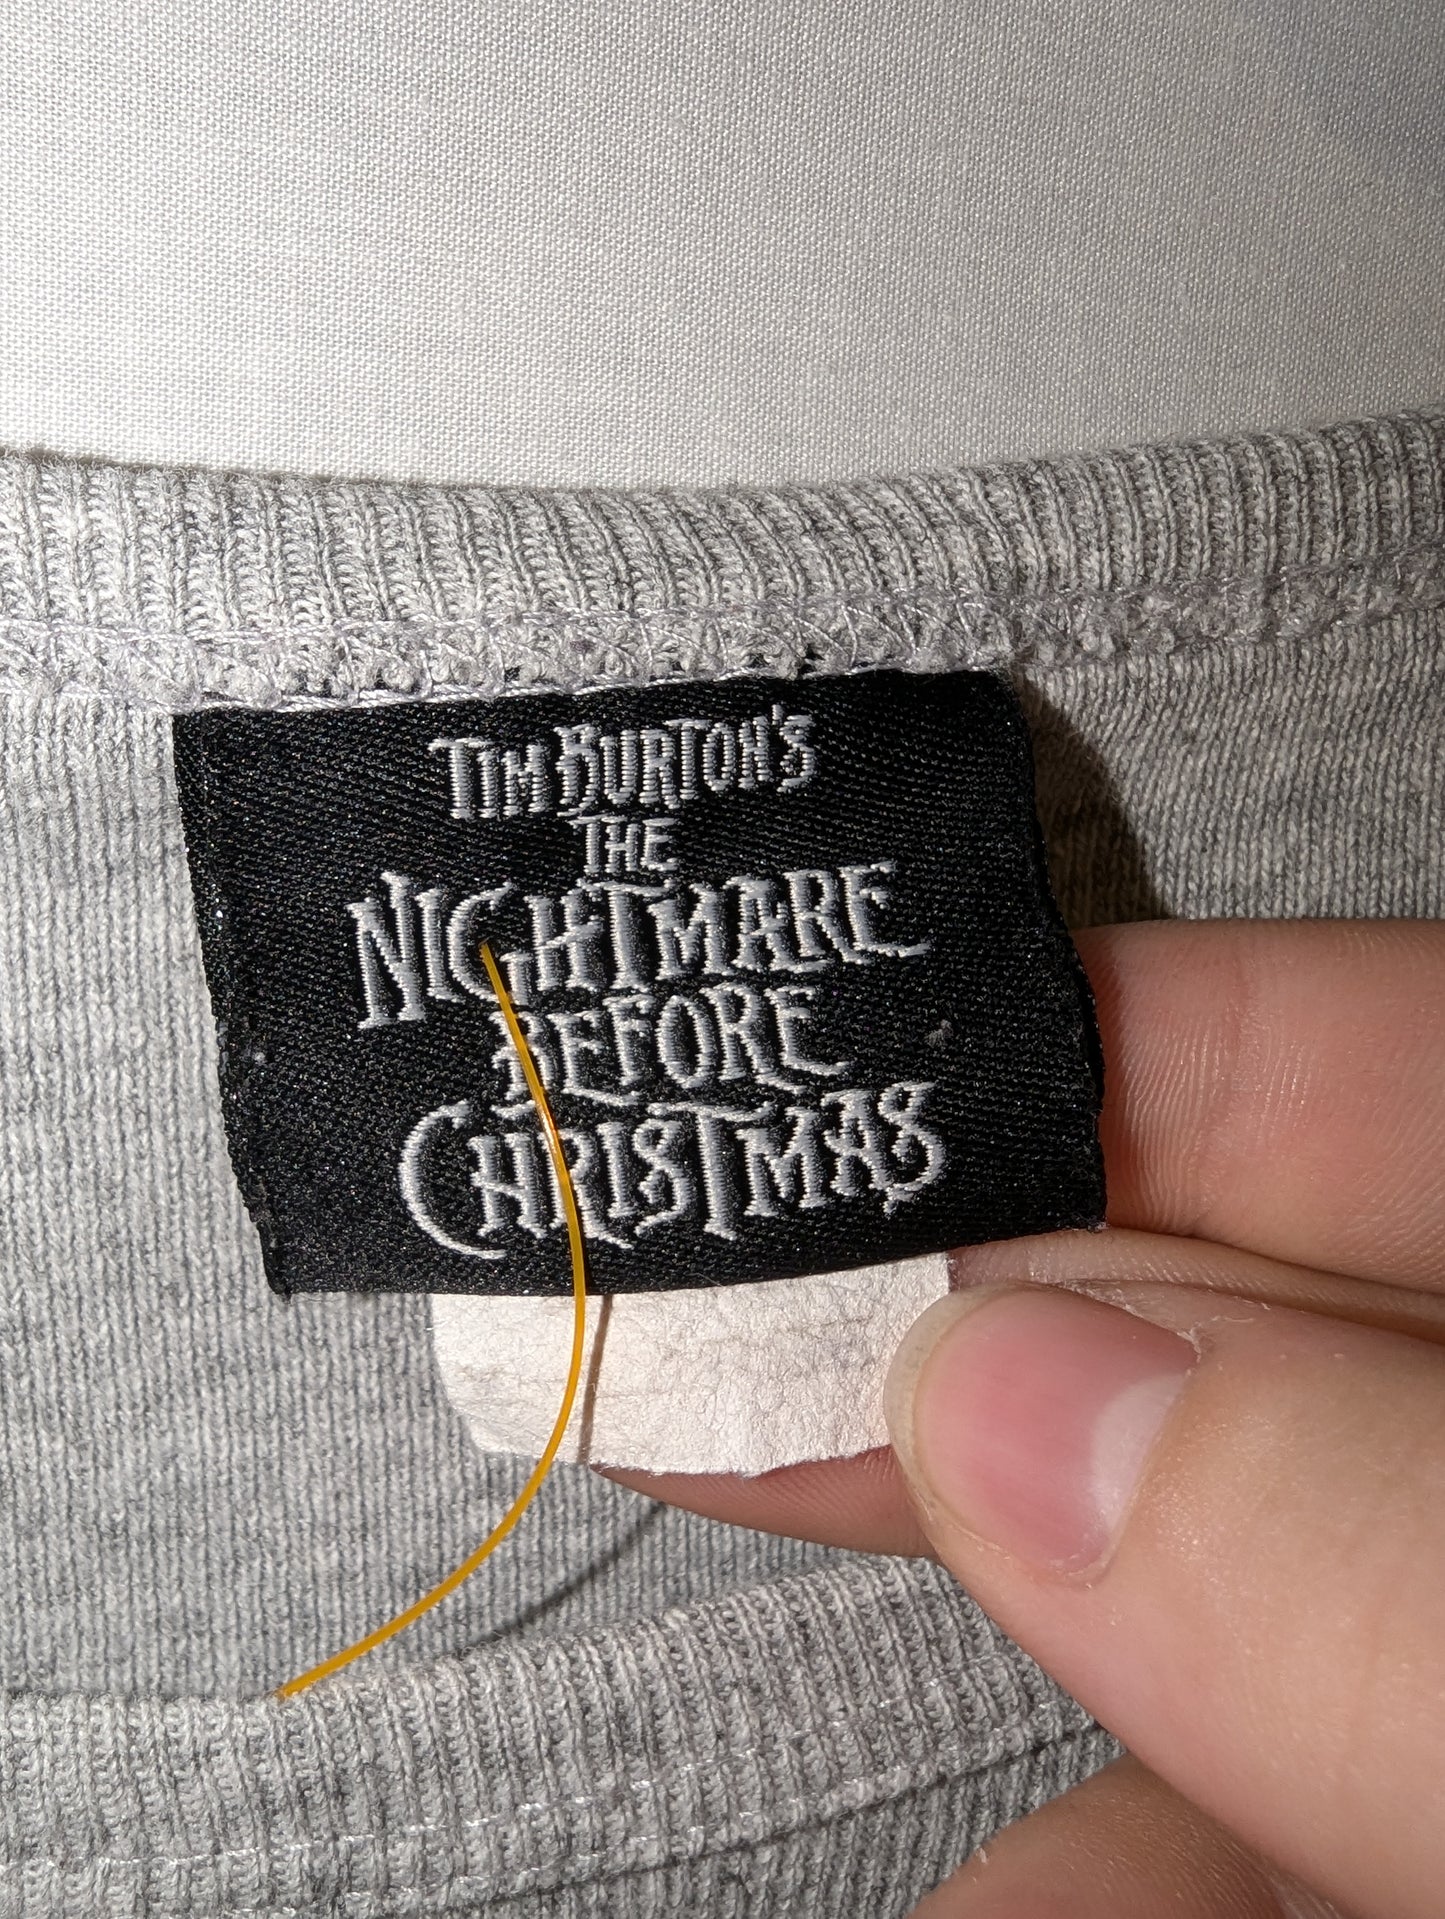 TIM BURTON'S
THE
NIGHTMARE
BEFORE
CHRISTMAS